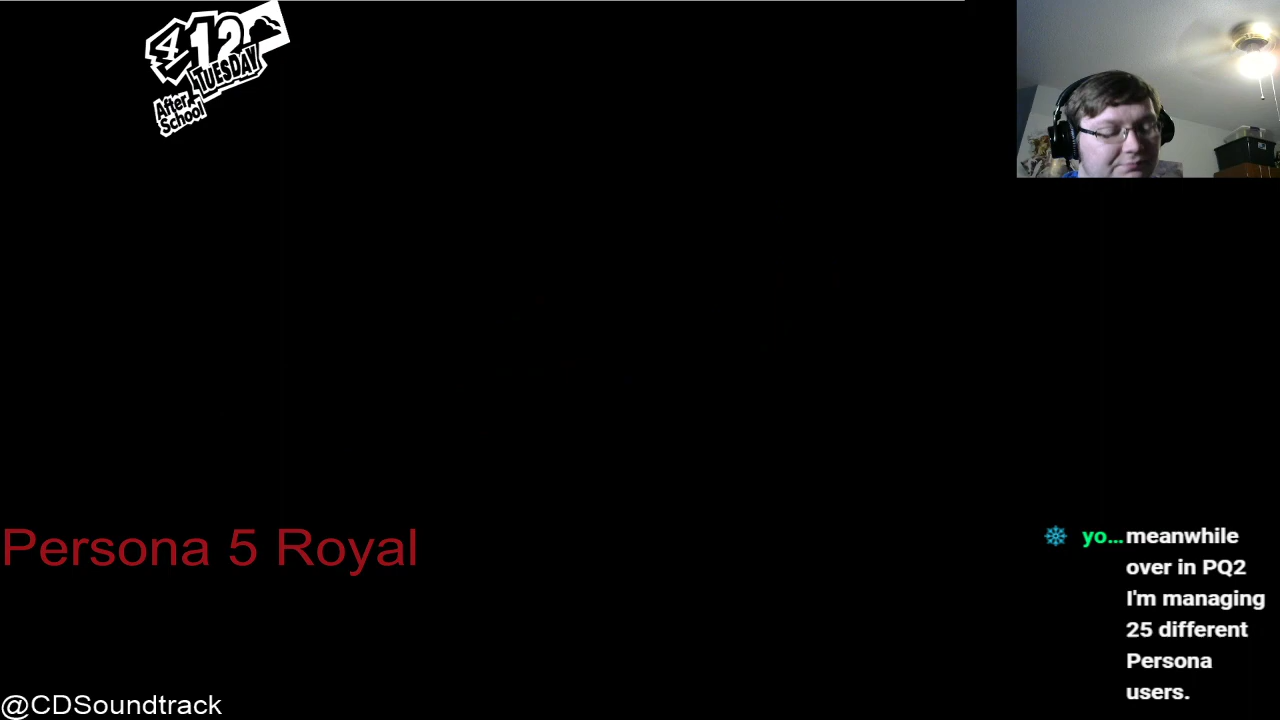 4 12
TUESDAY
After
School
Persona 5 Royal
yo... meanwhile
over in PQ2
I'm managing
25 different
Persona
users.
@CDSoundtrack